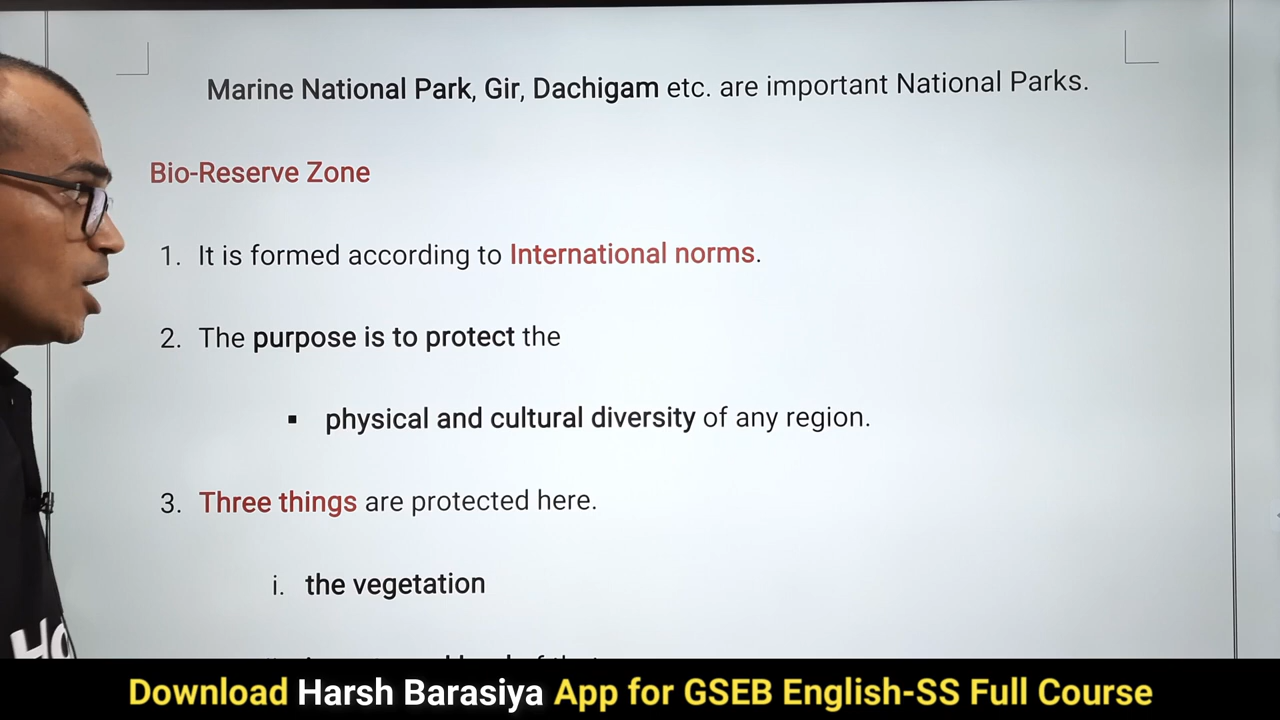 Marine National Park, Gir, Dachigam etc. are important National Parks.
Bio-Reserve Zone
1. It is formed according to International norms.
2. The purpose is to protect the
▪ physical and cultural diversity of any region.
3. Three things are protected here.
i. the vegetation
Download Harsh Barasiya App for GSEB English-SS Full Course